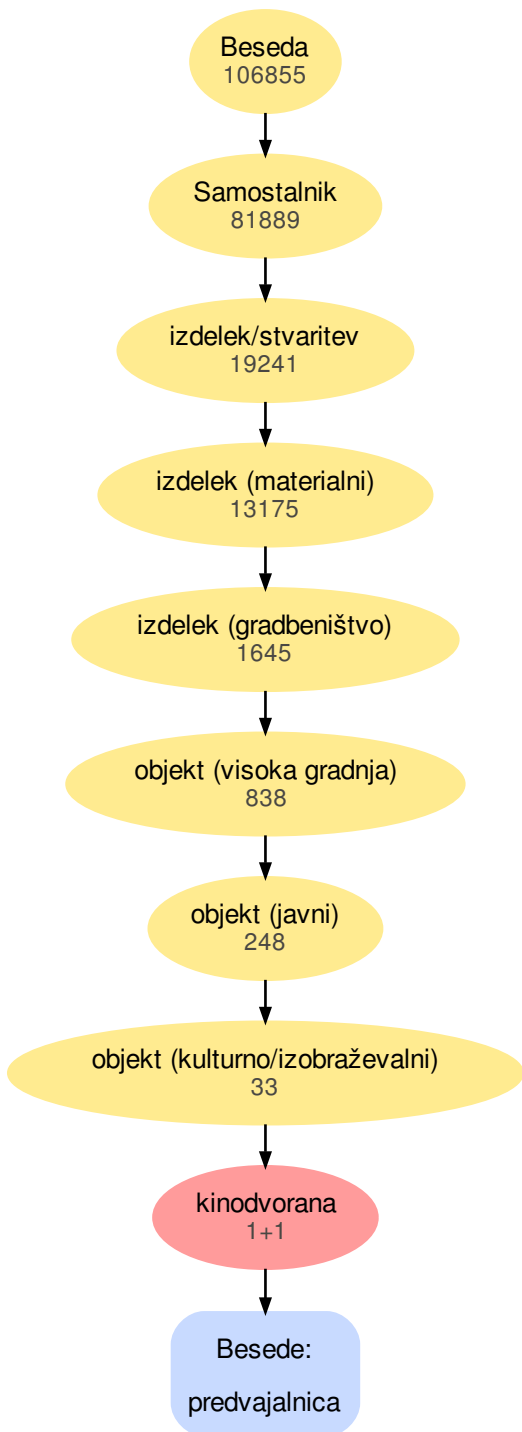 Beseda
106855
Samostalnik
81889
izdelek/stvaritev
19241
izdelek (materialni)
13175
izdelek (gradbeništvo)
1645
objekt (visoka gradnja)
838
objekt (javni)
248
objekt (kulturno/izobraževalni)
33
kinodvorana
1+1
Besede:
predvajalnica